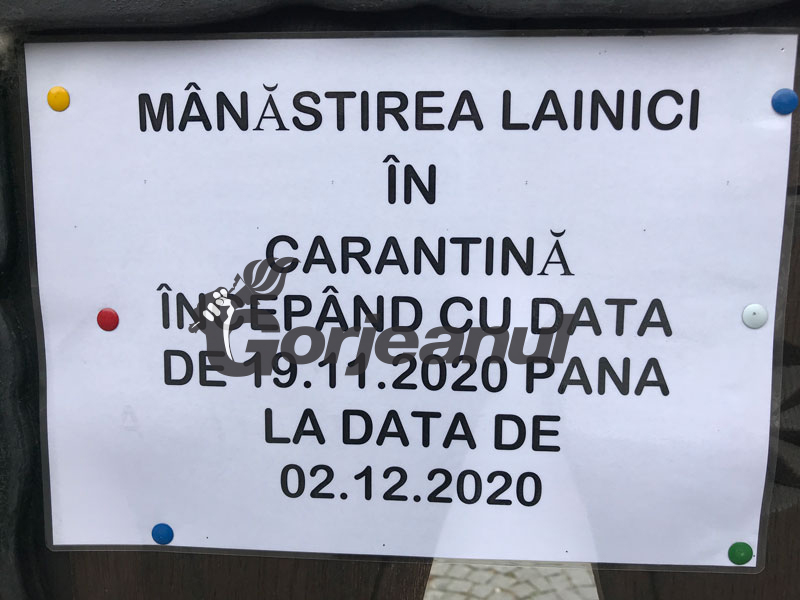 MÂNĂSTIREA LAINICI
ÎN
CARANTINĂ
ÎNCEPÂND CU DATA
Gorjeanul
DE 19.11.2020 PANA
LA DATA DE
02.12.2020